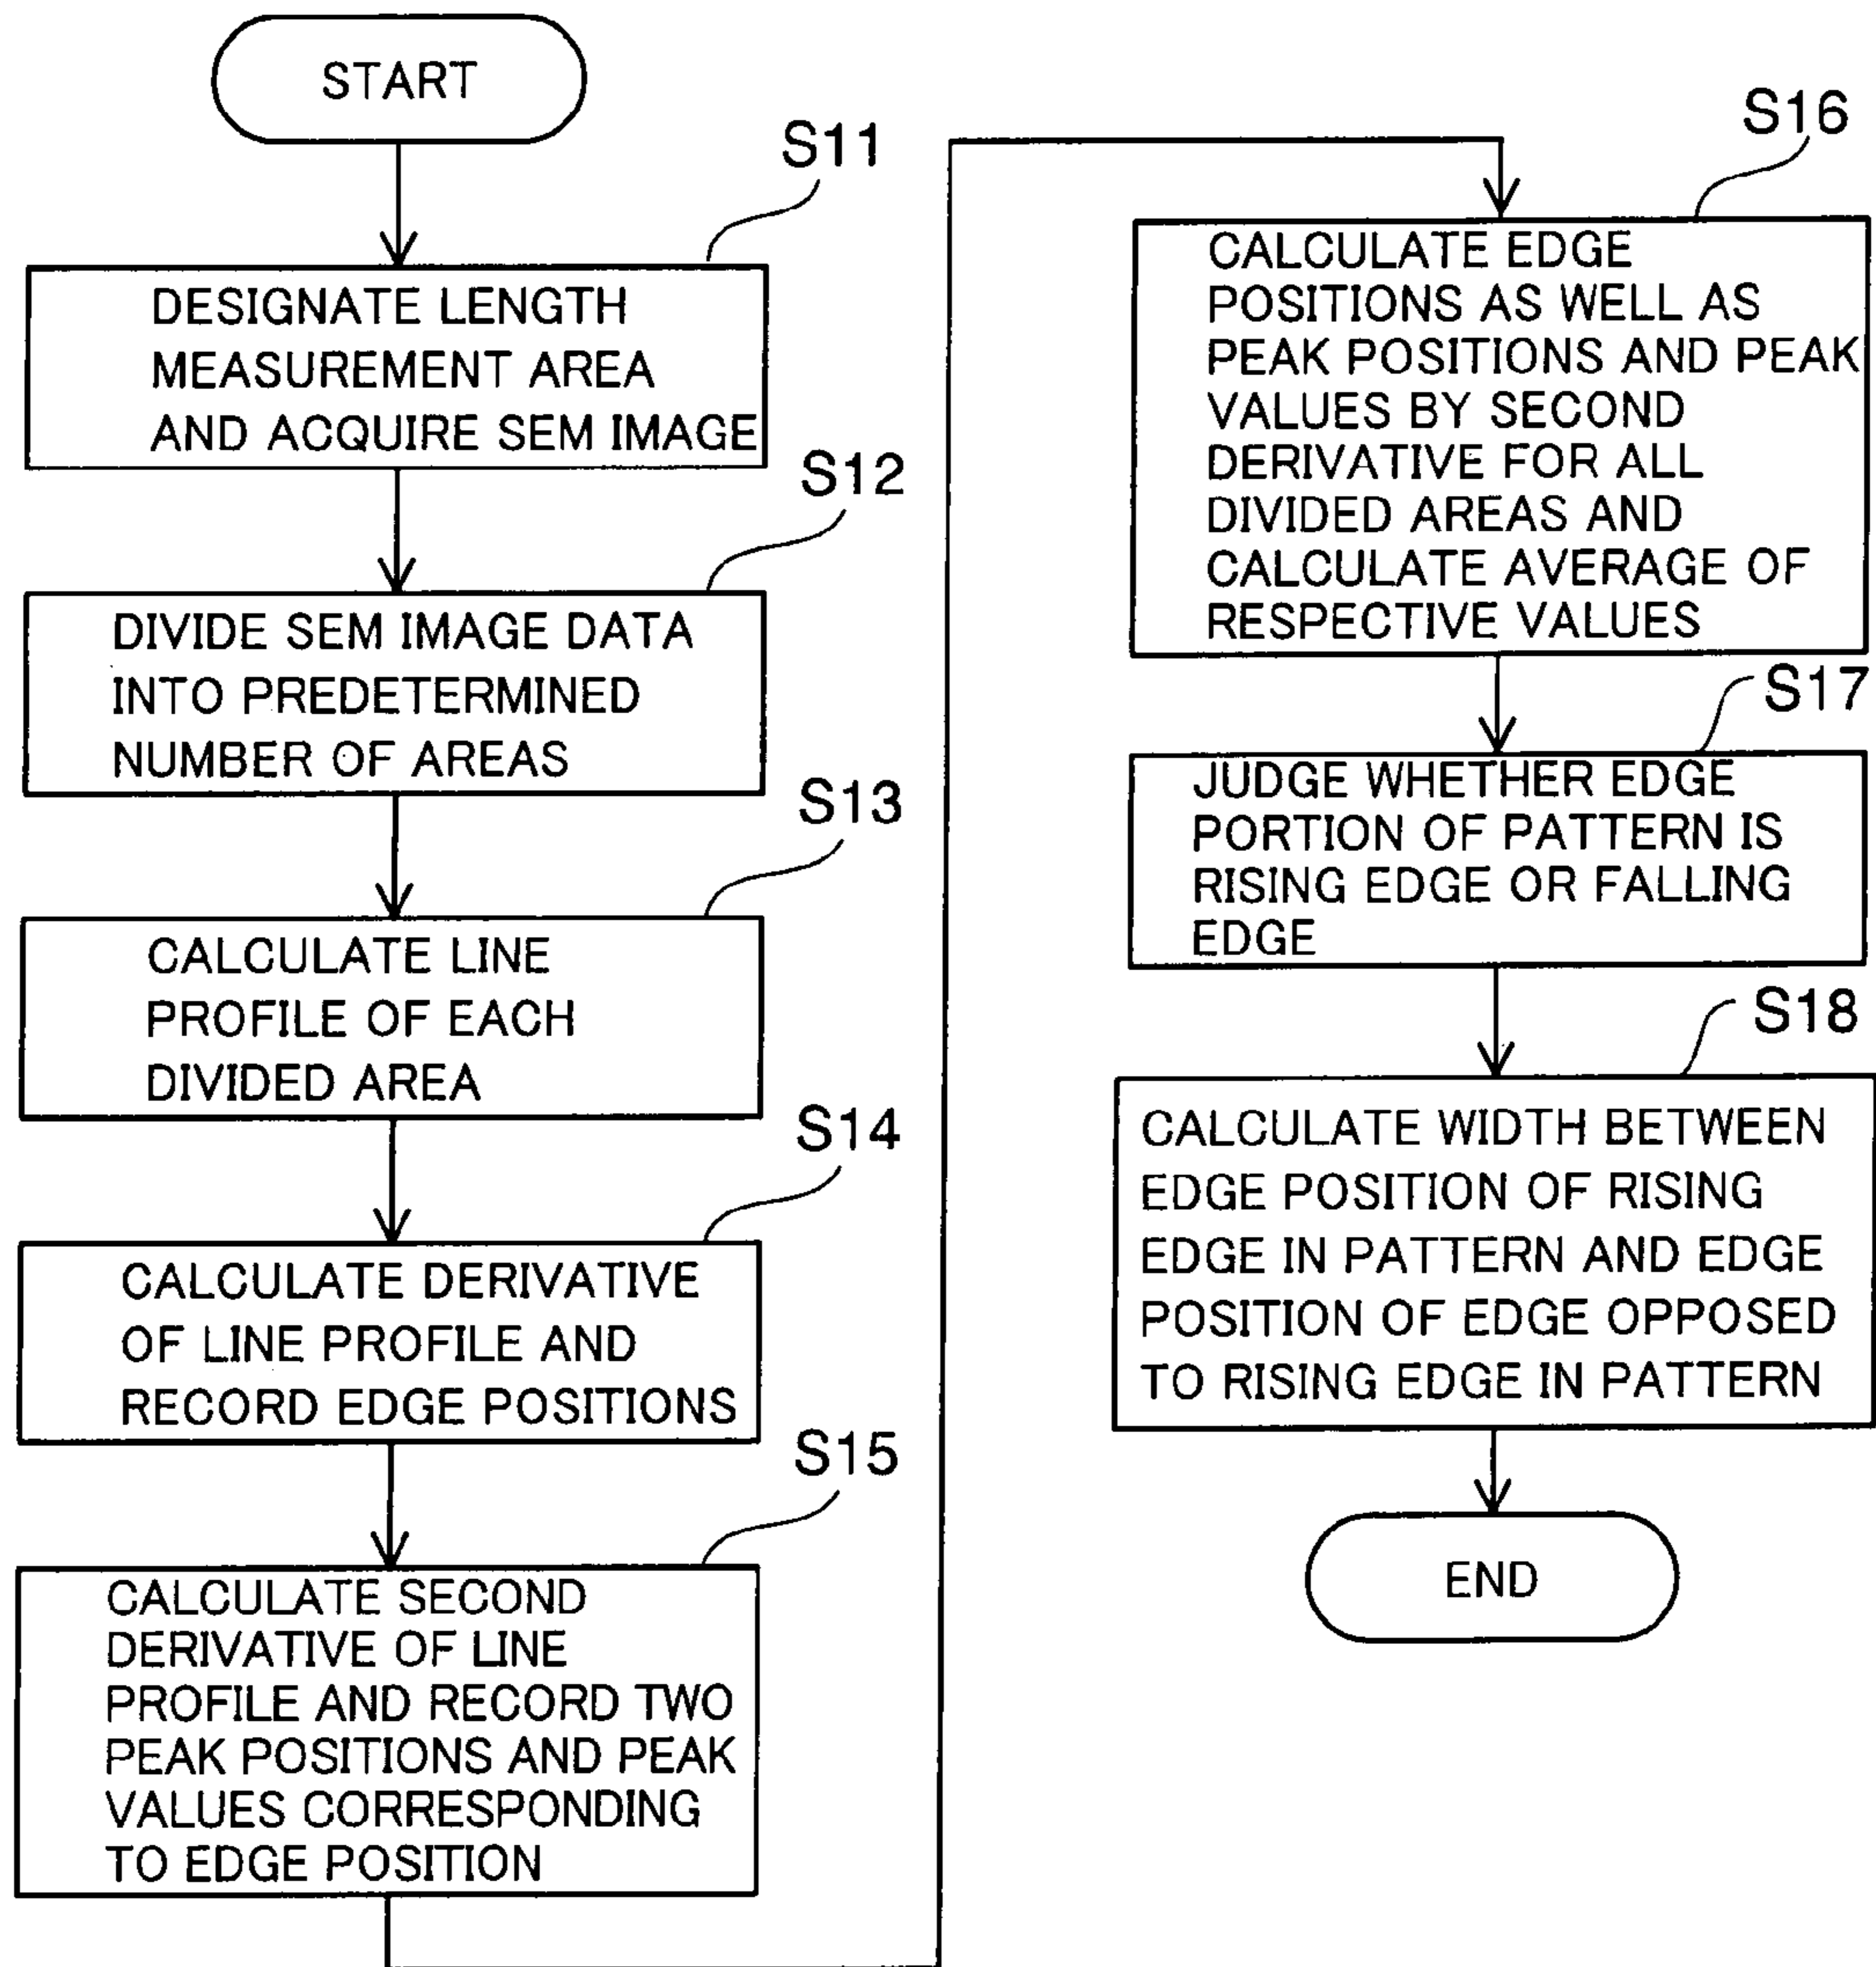 START
S11
DESIGNATE LENGTH
MEASUREMENT AREA
AND ACQUIRE SEM IMAGE
S12
DIVIDE SEM IMAGE DATA
INTO PREDETERMINED
NUMBER OF AREAS
S13
CALCULATE LINE
PROFILE OF EACH
DIVIDED AREA
S14
CALCULATE DERIVATIVE
OF LINE PROFILE AND
RECORD EDGE POSITIONS
S15
CALCULATE SECOND
DERIVATIVE OF LINE
PROFILE AND RECORD TWO
PEAK POSITIONS AND PEAK
VALUES CORRESPONDING
TO EDGE POSITION
S16
CALCULATE EDGE
POSITIONS AS WELL AS
PEAK POSITIONS AND PEAK
VALUES BY SECOND
DERIVATIVE FOR ALL
DIVIDED AREAS AND
CALCULATE AVERAGE OF
RESPECTIVE VALUES
S17
JUDGE WHETHER EDGE
PORTION OF PATTERN IS
RISING EDGE OR FALLING
EDGE
S18
CALCULATE WIDTH BETWEEN
EDGE POSITION OF RISING
EDGE IN PATTERN AND EDGE
POSITION OF EDGE OPPOSED
TO RISING EDGE IN PATTERN
END